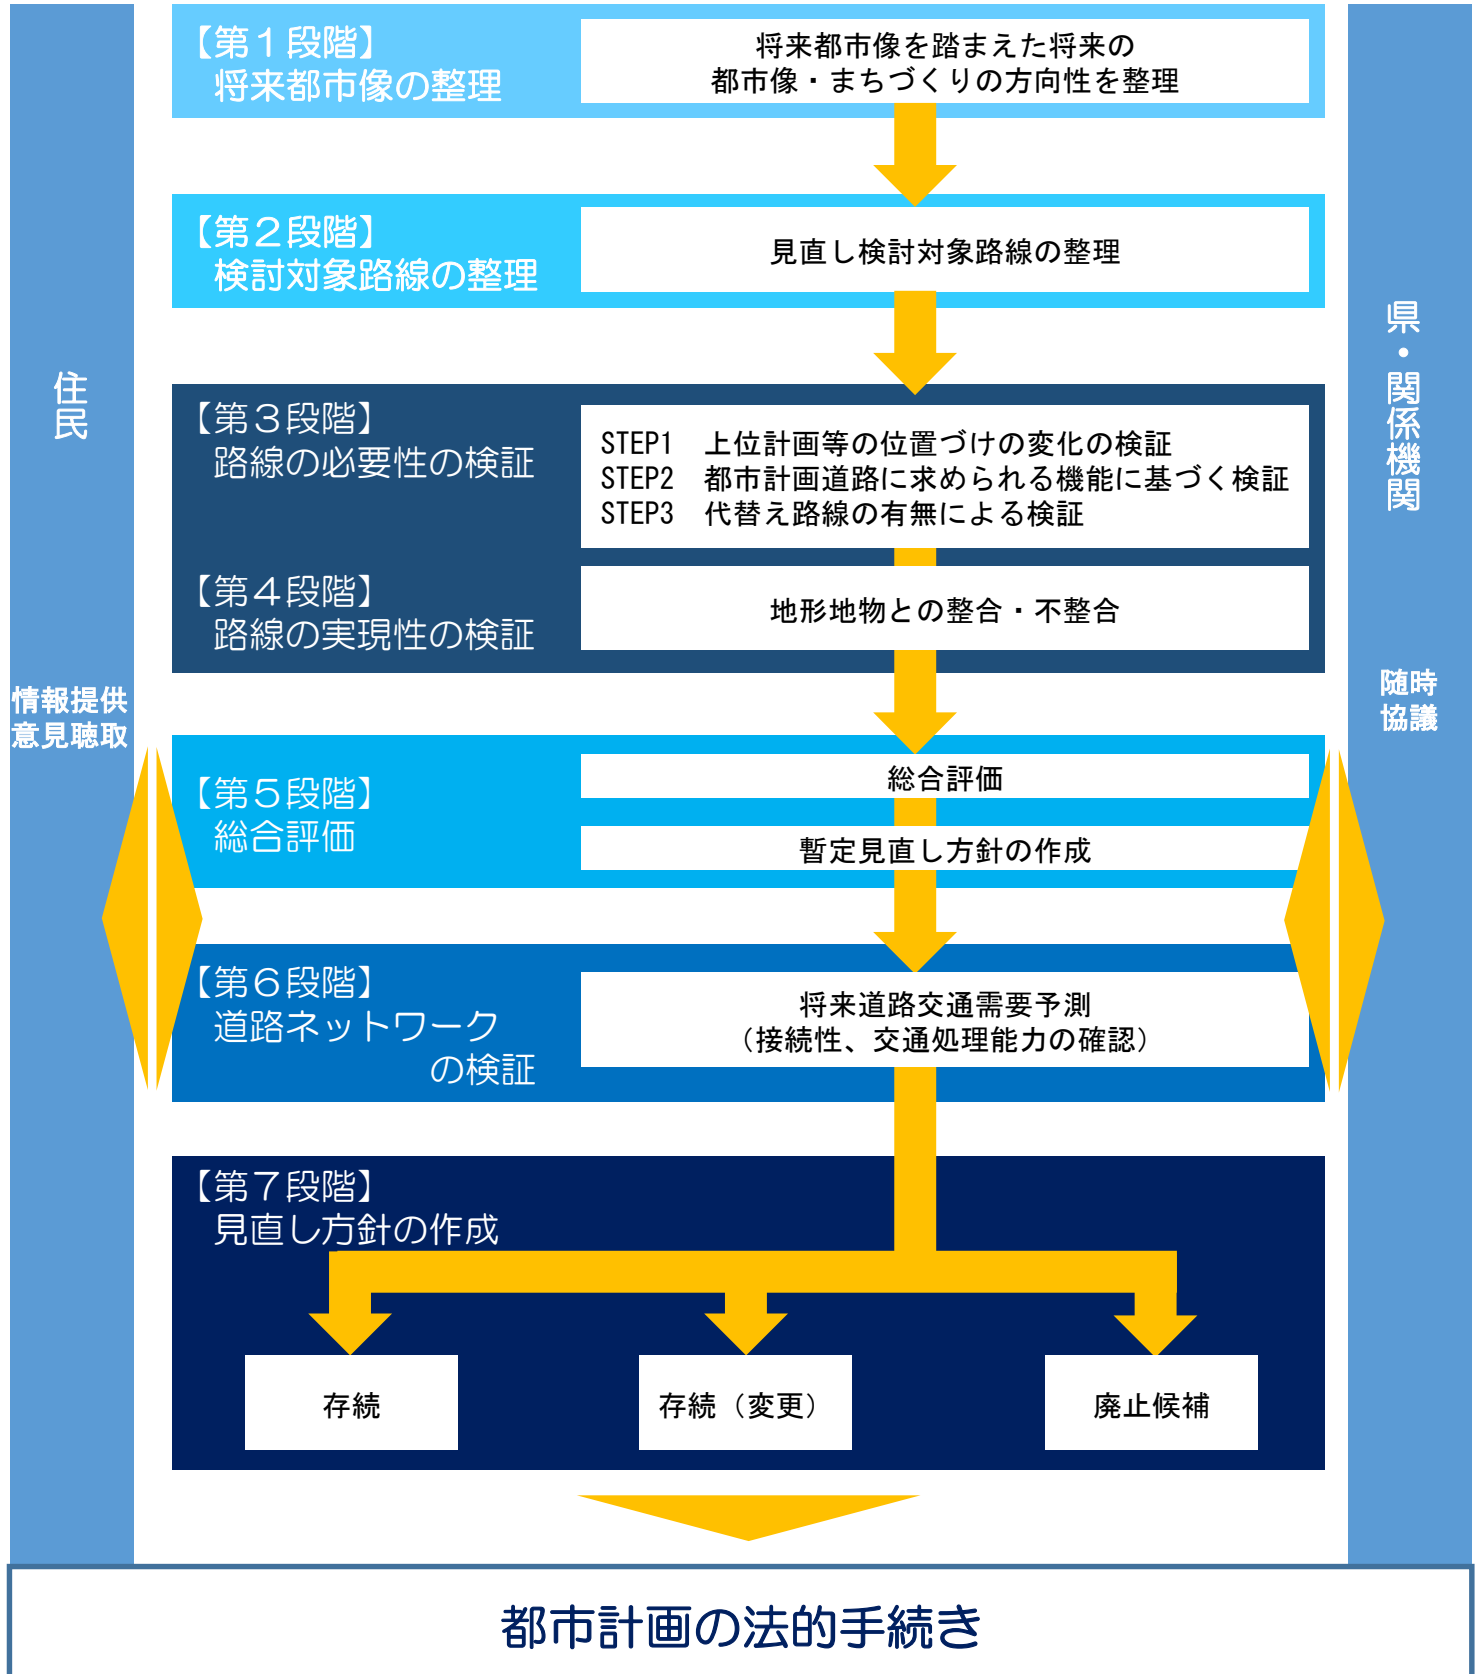 【第１段階】
将来都市像の整理
将来都市像を踏まえた将来の
都市像・まちづくりの方向性を整理
【第２段階】
検討対象路線の整理
見直し検討対象路線の整理
【第３段階】
路線の必要性の検証
STEP1　上位計画等の位置づけの変化の検証
STEP2　都市計画道路に求められる機能に基づく検証
STEP3　代替え路線の有無による検証
【第４段階】
路線の実現性の検証
地形地物との整合・不整合
【第５段階】
総合評価
総合評価
暫定見直し方針の作成
【第６段階】
道路ネットワーク
の検証
将来道路交通需要予測
（接続性、交通処理能力の確認）
【第７段階】
見直し方針の作成
存続
存続（変更）
廃止候補
住民
情報提供
意見聴取
県・関係機関
随時
協議
都市計画の法的手続き